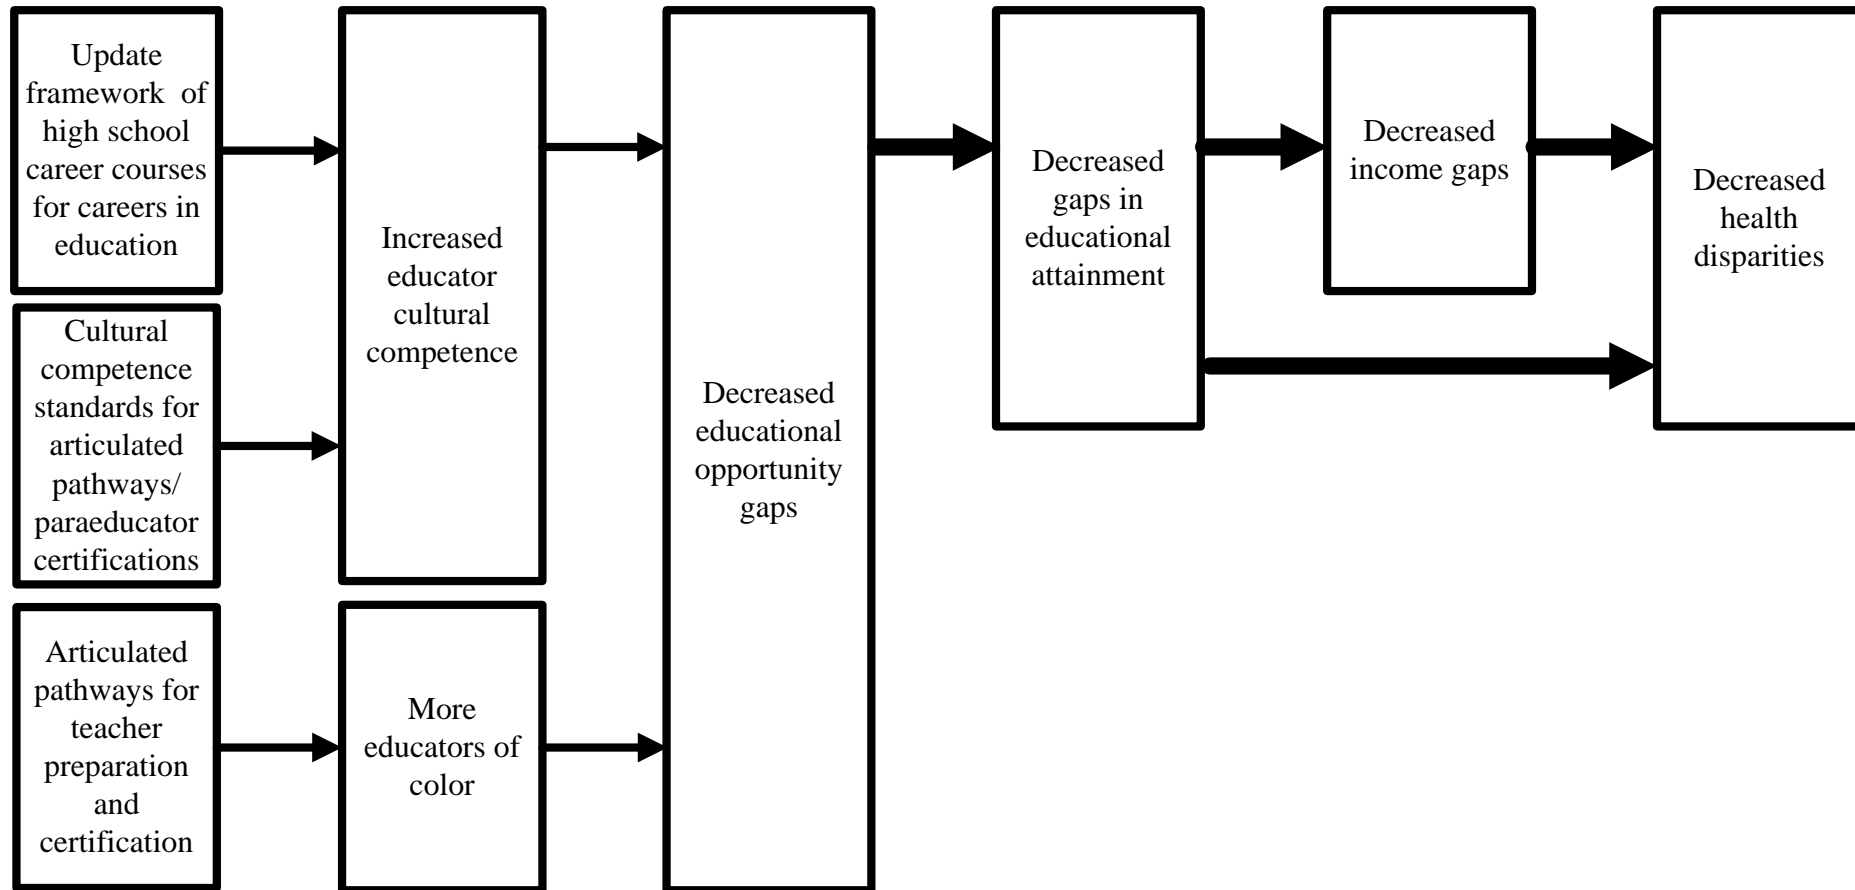 Update
framework  of
high school
career courses
for careers in
education
Cultural
competence
standards for
articulated
pathways/
paraeducator
certifications
Articulated
pathways for
teacher
preparation
and
certification
Increased
educator
cultural
competence
More
educators of
color
Decreased
educational
opportunity
gaps
Decreased
gaps in
educational
attainment
Decreased
income gaps
Decreased
health
disparities